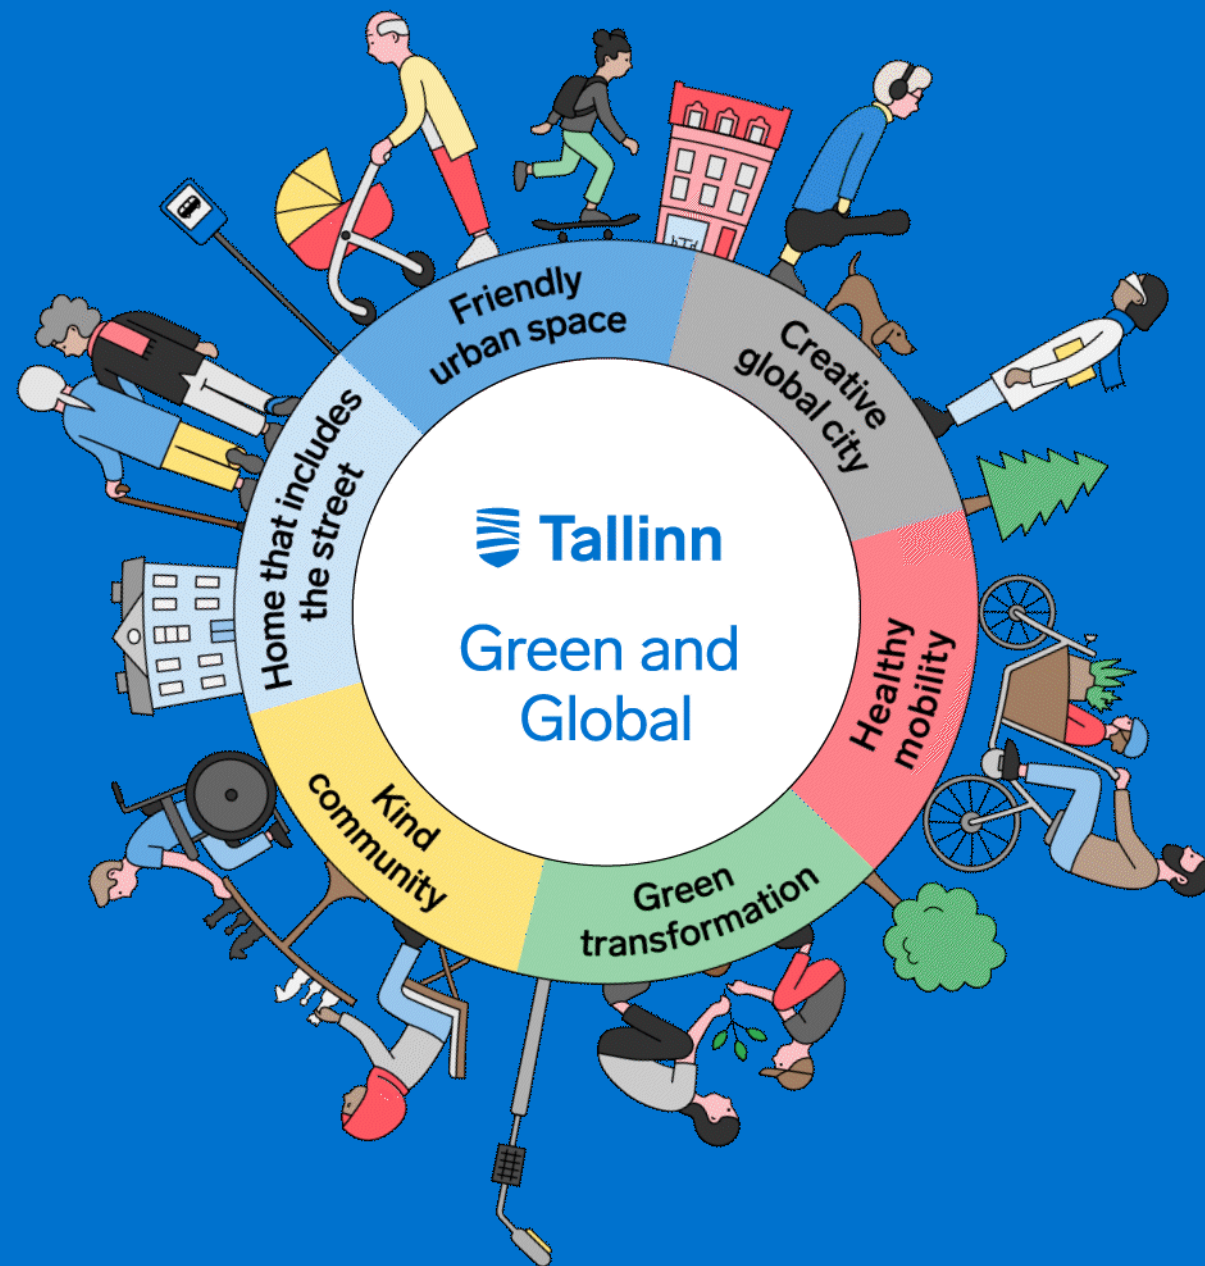 Friendly
urban space
Creative
global city
Healthy
mobility
Green
transformation
Kind
community
Home that includes
the street
Tallinn
Green and
Global